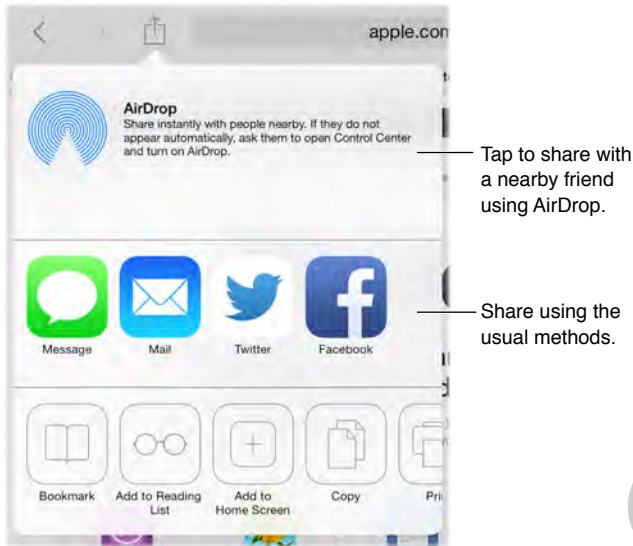 apple.com
AirDrop
Share instantly with people nearby. If they do not
appear automatically, ask them to open Control Center
and turn on AirDrop.
Tap to share with
a nearby friend
using AirDrop.
Message Mail Twitter Facebook
Share using the
usual methods.
Bookmark Add to Reading Add to Copy
List Home Screen